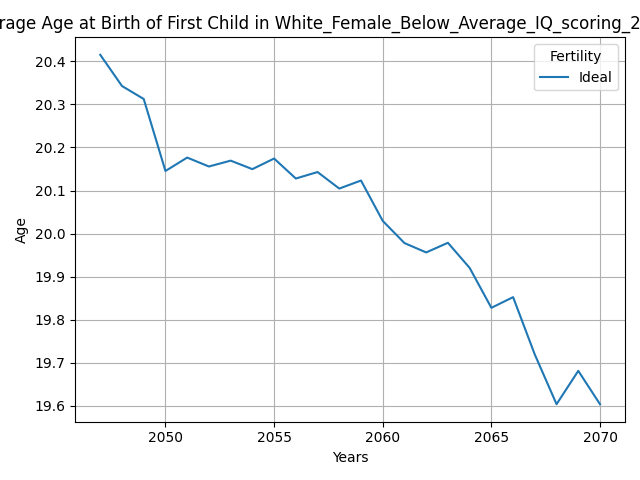 rage Age at Birth of First Child in White_Female_Below_Average_IQ_scoring_2
Fertility
Ideal
20.4
20.3
20.2
20.1
20.0
19.9
19.8
19.7
19.6
Age
2050 2055 2060 2065 2070
Years